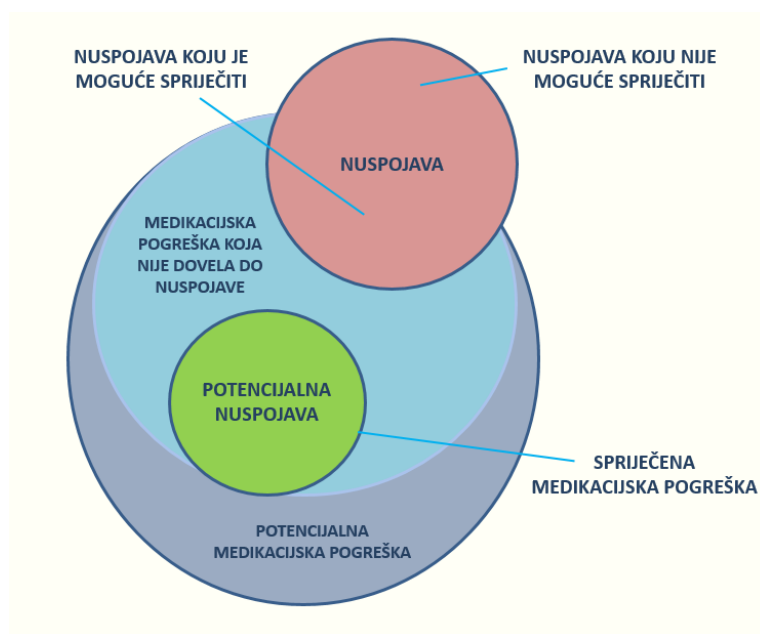 NUSPOJAVA KOJU JE
MOGUĆE SPRIJEČITI
NUSPOJAVA KOJU NIJE
MOGUĆE SPRIJEČITI
NUSPOJAVA
MEDIKACIJSKA
POGREŠKA KOJA
NIJE DOVELA DO
NUSPOJAVE
POTENCIJALNA
NUSPOJAVA
SPRIJEČENA
MEDIKACIJSKA POGREŠKA
POTENCIJALNA
MEDIKACIJSKA POGREŠKA